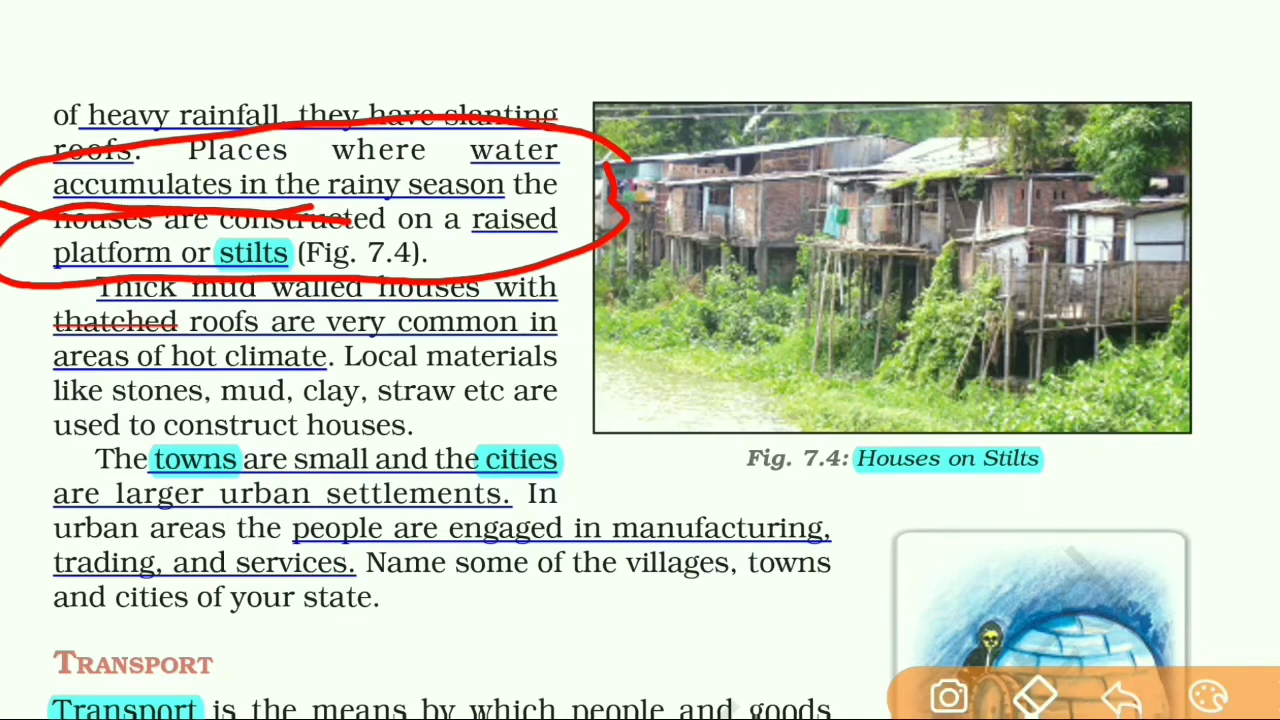 of heavy rainfall, they have slanting
roofs. Places where water
accumulates in the rainy season the
houses are constructed on a raised
platform or stilts (Fig. 7.4).
Thick mud walled houses with
thatched roofs are very common in
areas of hot climate. Local materials
like stones, mud, clay, straw etc are
used to construct houses.
The towns are small and the cities
are larger urban settlements. In
urban areas the people are engaged in manufacturing,
trading, and services. Name some of the villages, towns
and cities of your state.
Fig. 7.4: Houses on Stilts
TRANSPORT
Transport is the means by which people and goods